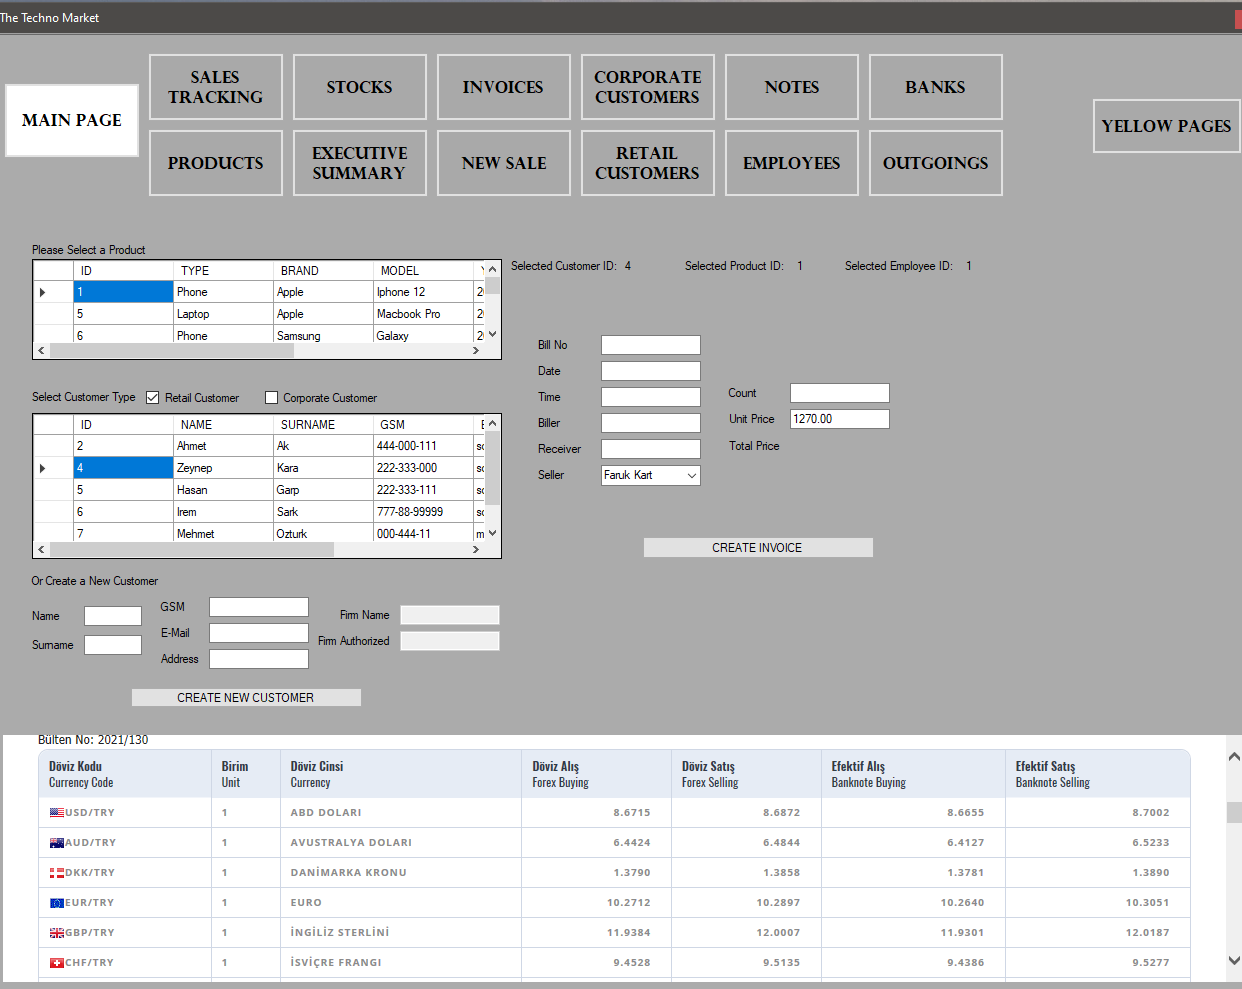 The Techno Market
MAIN PAGE
SALES TRACKING
STOCKS
INVOICES
CORPORATE CUSTOMERS
NOTES
BANKS
YELLOW PAGES
PRODUCTS
EXECUTIVE SUMMARY
NEW SALE
RETAIL CUSTOMERS
EMPLOYEES
OUTGOINGS
Please Select a Product
ID TYPE BRAND MODEL
1 Phone Apple Iphone 12
5 Laptop Apple Macbook Pro
6 Phone Samsung Galaxy
Selected Customer ID: 4 Selected Product ID: 1 Selected Employee ID: 1
Select Customer Type Retail Customer Corporate Customer
ID NAME SURNAME GSM
2 Ahmet Ak 444-000-111
4 Zeynep Kara 222-333-000
5 Hasan Garp 222-333-111
6 Irem Sark 777-88-99999
7 Mehmet Ozturk 000-444-11
Bill No
Date
Time
Biller
Receiver
Seller Faruk Kart
Count
Unit Price 1270.00
Total Price
CREATE INVOICE
Or Create a New Customer
Name
Surname
GSM
E-Mail
Address
Firm Name
Firm Authorized
CREATE NEW CUSTOMER
Bülten No: 2021/130
Döviz Kodu Birim Döviz Cinsi Döviz Alış Döviz Satış Efektif Alış Efektif Satış
Currency Code Unit Currency Forex Buying Forex Selling Banknote Buying Banknote Selling
USD/TRY 1 ABD DOLARI 8.6715 8.6872 8.6655 8.7002
AUD/TRY 1 AVUSTRALYA DOLARI 6.4424 6.4844 6.4127 6.5233
DKK/TRY 1 DANİMARKA KRONU 1.3790 1.3858 1.3781 1.3890
EUR/TRY 1 EURO 10.2712 10.2897 10.2640 10.3051
GBP/TRY 1 İNGİLİZ STERLİNİ 11.9384 12.0007 11.9301 12.0187
CHF/TRY 1 İSVİÇRE FRANGI 9.4528 9.5135 9.4386 9.5277